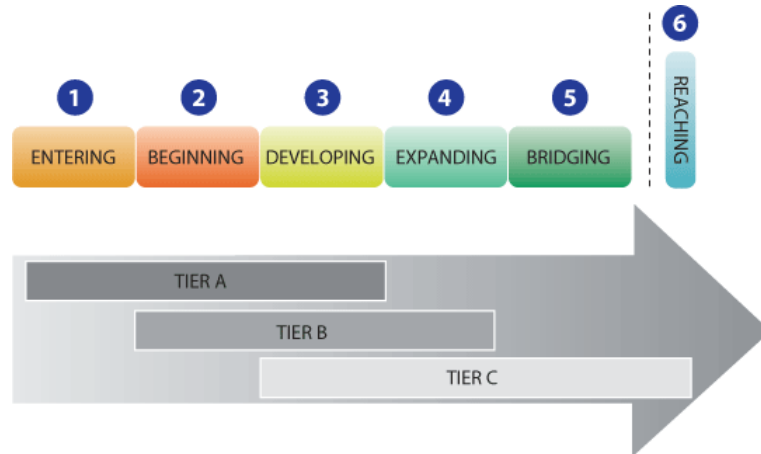 1
2
3
4
5
6
ENTERING
BEGINNING
DEVELOPING
EXPANDING
BRIDGING
REACHING
TIER A
TIER B
TIER C